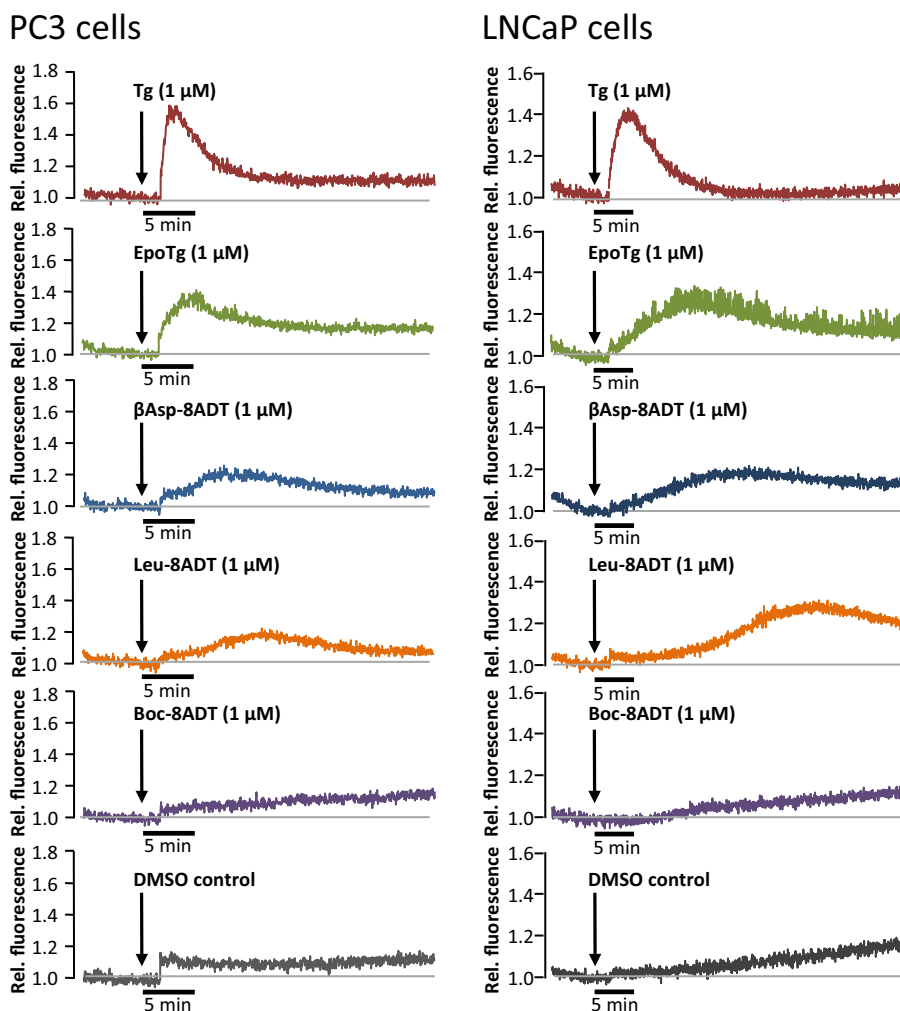 PC3 cells
Rel. fluorescence
1.8
1.6
1.4
1.2
1.0
Tg (1 µM)
5 min
Rel. fluorescence
1.8
1.6
1.4
1.2
1.0
EpoTg (1 µM)
5 min
Rel. fluorescence
1.8
1.6
1.4
1.2
1.0
βAsp-8ADT (1 µM)
5 min
Rel. fluorescence
1.8
1.6
1.4
1.2
1.0
Leu-8ADT (1 µM)
5 min
Rel. fluorescence
1.8
1.6
1.4
1.2
1.0
Boc-8ADT (1 µM)
5 min
Rel. fluorescence
1.8
1.6
1.4
1.2
1.0
DMSO control
5 min
LNCaP cells
Rel. fluorescence
1.6
1.4
1.2
1.0
Tg (1 µM)
5 min
Rel. fluorescence
1.6
1.4
1.2
1.0
EpoTg (1 µM)
5 min
Rel. fluorescence
1.6
1.4
1.2
1.0
βAsp-8ADT (1 µM)
5 min
Rel. fluorescence
1.6
1.4
1.2
1.0
Leu-8ADT (1 µM)
5 min
Rel. fluorescence
1.6
1.4
1.2
1.0
Boc-8ADT (1 µM)
5 min
Rel. fluorescence
1.6
1.4
1.2
1.0
DMSO control
5 min